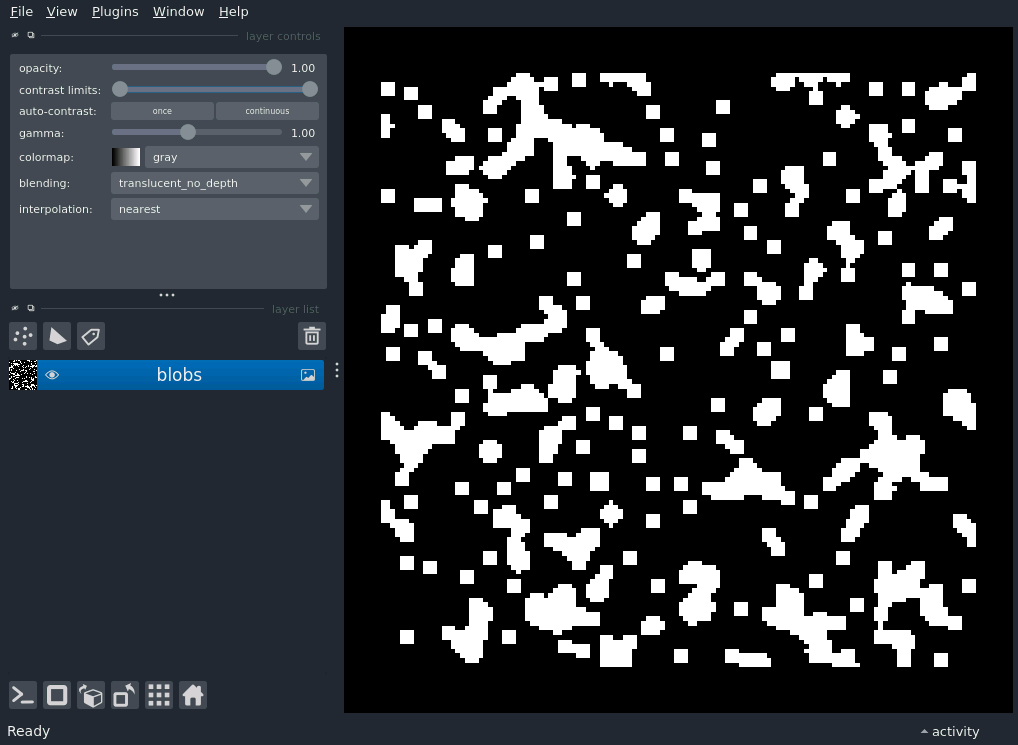 File View Plugins Window Help
layer controls
opacity: 1.00
contrast limits:
auto-contrast: once continuous
gamma: 1.00
colormap: gray
blending: translucent_no_depth
interpolation: nearest
layer list
blobs
Ready activity